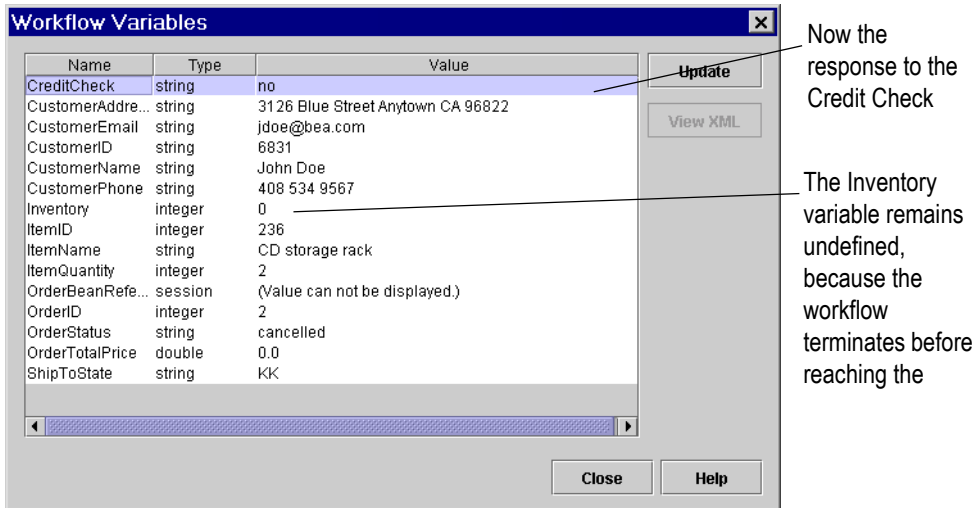 Workflow Variables
Name Type Value
CreditCheck string no
CustomerAddre... string 3126 Blue Street Anytown CA 96822
CustomerEmail string jdoe@bea.com
CustomerID string 6831
CustomerName string John Doe
CustomerPhone string 408 534 9567
Inventory integer 0
ItemID integer 236
ItemName string CD storage rack
ItemQuantity integer 2
OrderBeanRefe... session (Value can not be displayed.)
OrderID integer 2
OrderStatus string cancelled
OrderTotalPrice double 0.0
ShipToState string KK
Update
View XML
Close Help
Now the
response to the
Credit Check
The Inventory
variable remains
undefined,
because the
workflow
terminates before
reaching the